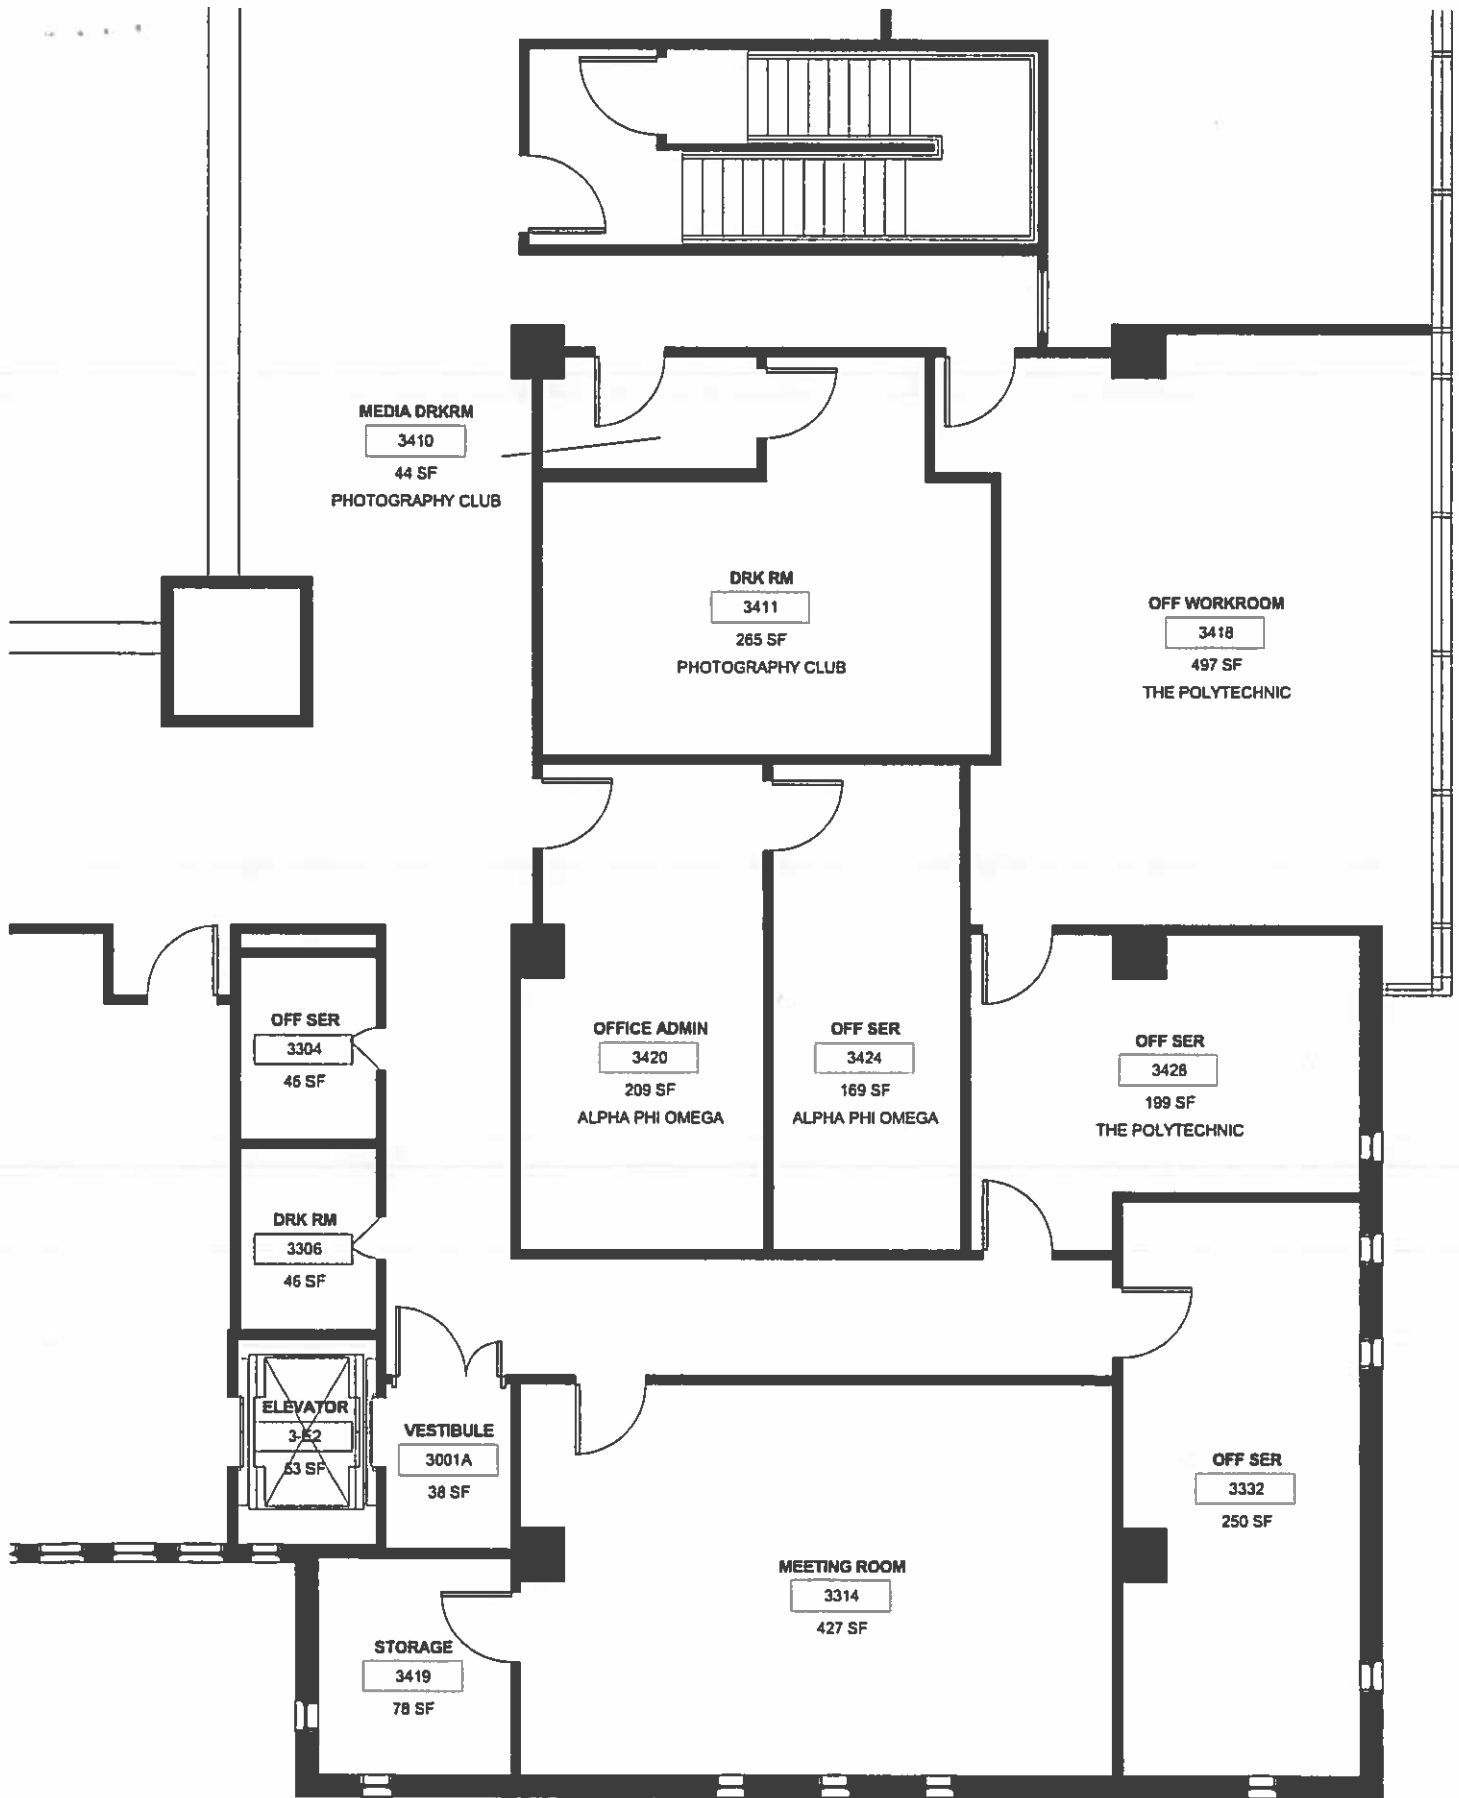 MEDIA DRKRM
3410
44 SF
PHOTOGRAPHY CLUB
DRK RM
3411
265 SF
PHOTOGRAPHY CLUB
OFF WORKROOM
3418
497 SF
THE POLYTECHNIC
OFF SER
3304
46 SF
OFFICE ADMIN
3420
209 SF
ALPHA PHI OMEGA
OFF SER
3424
169 SF
ALPHA PHI OMEGA
OFF SER
3428
199 SF
THE POLYTECHNIC
DRK RM
3306
46 SF
ELEVATOR
3-E2
53 SF
VESTIBULE
3001A
38 SF
OFF SER
3332
250 SF
MEETING ROOM
3314
427 SF
STORAGE
3419
78 SF